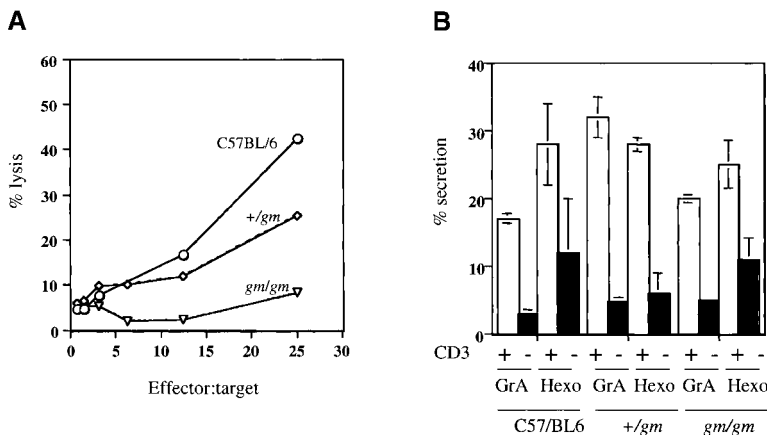 A
60
50
40
30
20
10
0
% lysis
C57BL/6
+/gm
gm/gm
0 5 10 15 20 25 30
Effector:target
B
40
30
20
10
0
% secretion
CD3 + - + - + - + - + - + -
GrA Hexo GrA Hexo GrA Hexo
C57/BL6 +/gm gm/gm